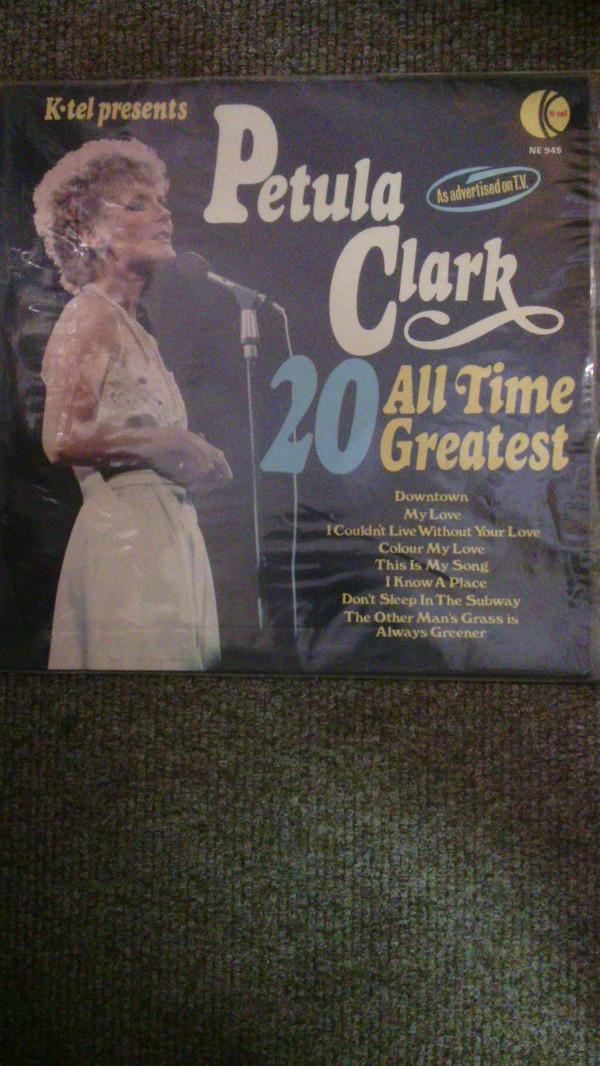 K-tel presents
K-tel
NE 945
Petula
As advertised on T.V.
Clark
20 All Time
Greatest
Downtown
My Love
I Couldn't Live Without Your Love
Colour My Love
This Is My Song
I Know A Place
Don't Sleep In The Subway
The Other Man's Grass is
Always Greener